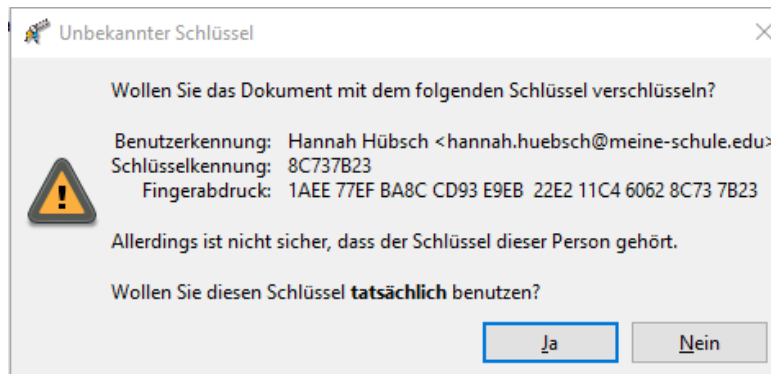 Unbekannter Schlüssel
Wollen Sie das Dokument mit dem folgenden Schlüssel verschlüsseln?
Benutzerkennung: Hannah Hübsch <hannah.huebsch@meine-schule.edu>
Schlüsselkennung: 8C737B23
Fingerabdruck: 1AEE 77EF BA8C CD93 E9EB 22E2 11C4 6062 8C73 7B23
Allerdings ist nicht sicher, dass der Schlüssel dieser Person gehört.
Wollen Sie diesen Schlüssel tatsächlich benutzen?
Ja Nein